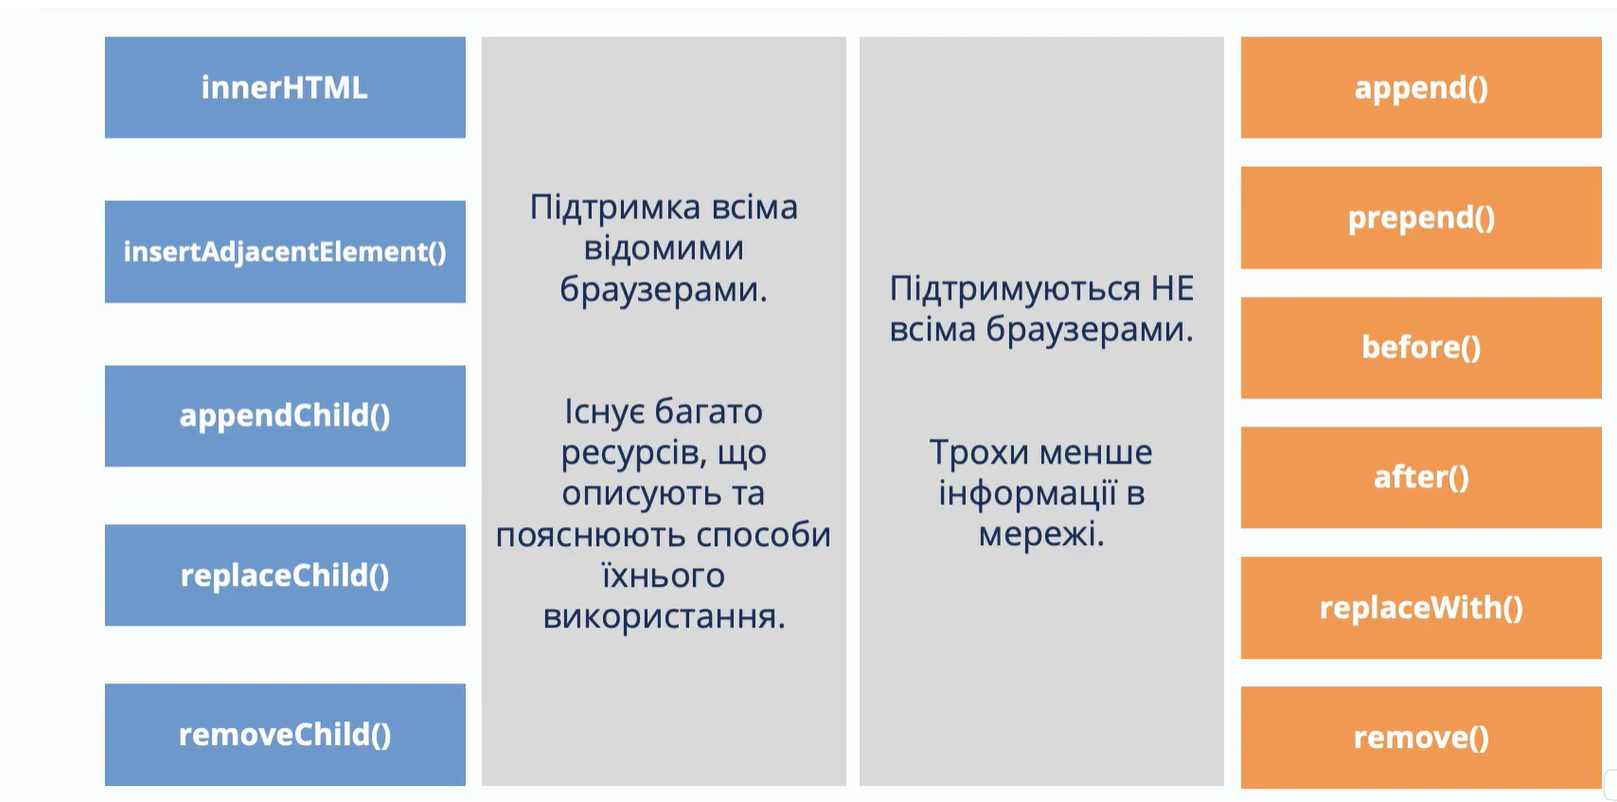 innerHTML
insertAdjacentElement()
appendChild()
replaceChild()
removeChild()
Підтримка всіма
відомими
браузерами.
Існує багато
ресурсів, що
описують та
пояснюють способи
їхнього
використання.
Підтримуються НЕ
всіма браузерами.
Трохи менше
інформації в
мережі.
append()
prepend()
before()
after()
replaceWith()
remove()